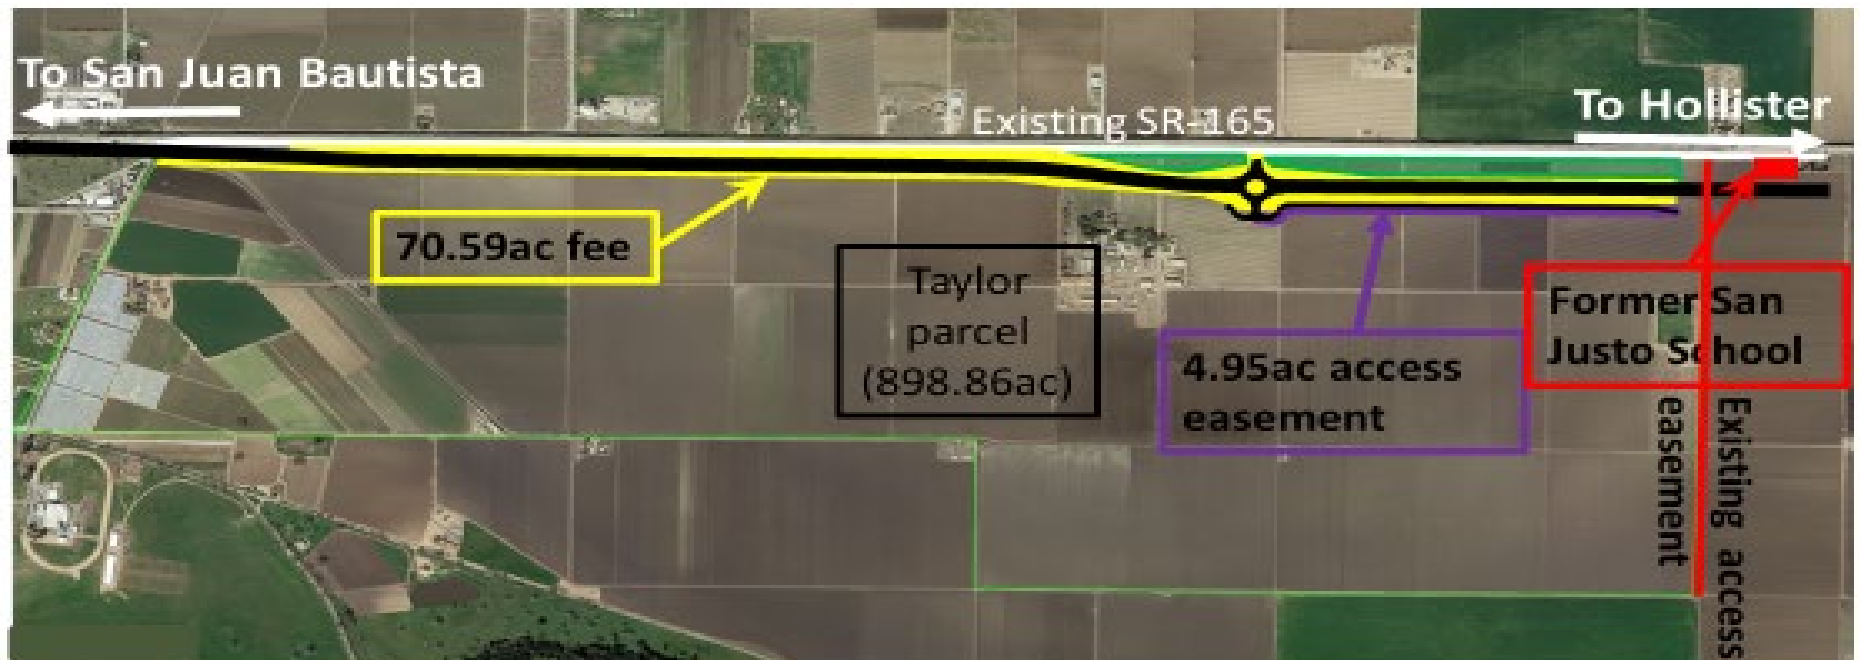 To San Juan Bautista
Existing SR-165
To Hollister
70.59ac fee
Taylor
parcel
(898.86ac)
4.95ac access
easement
Former San
Justo School
Existing access
easement